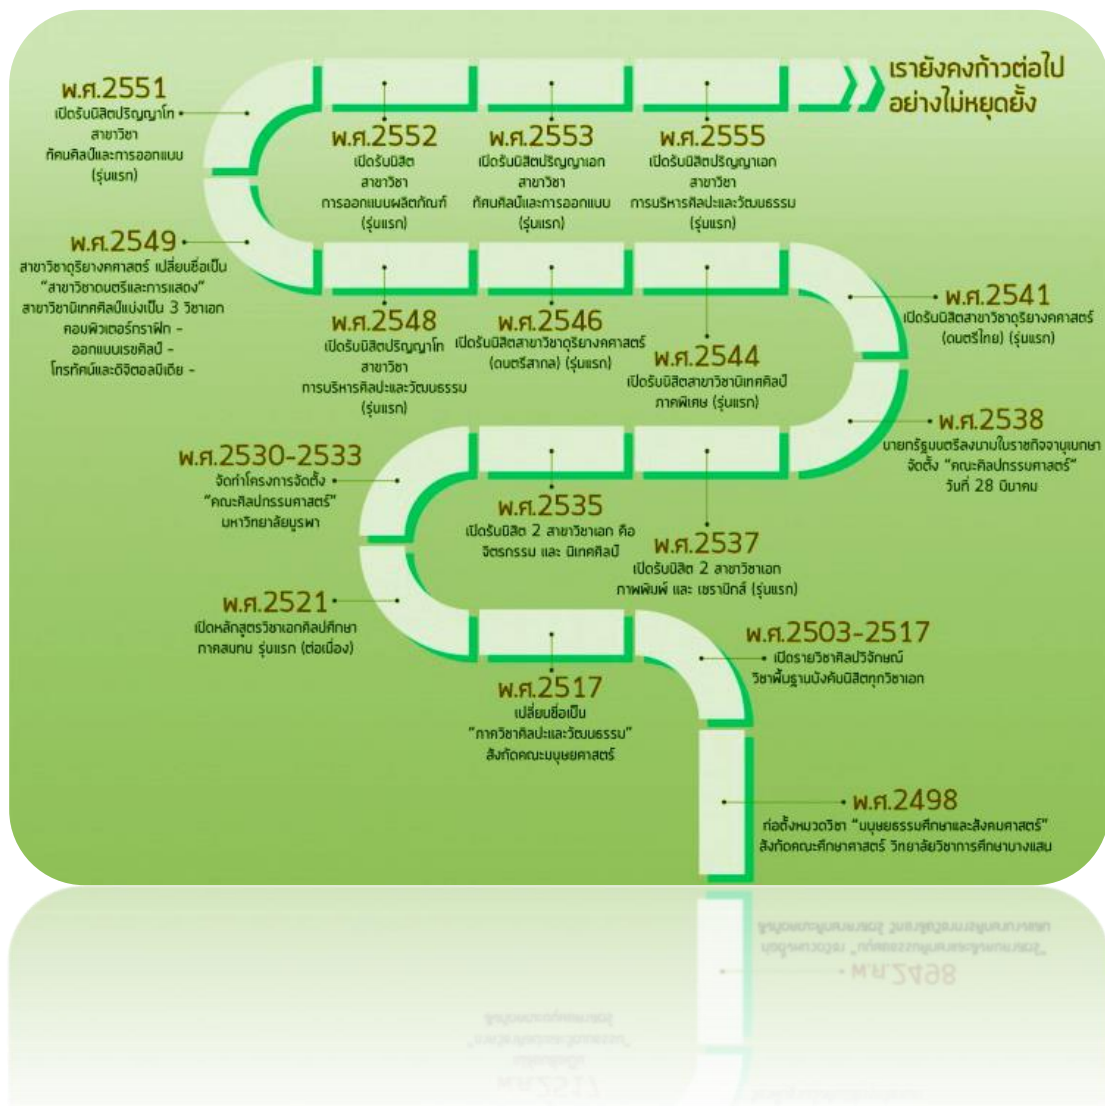 เรายังคงก้าวต่อไป
อย่างไม่หยุดยั้ง
พ.ศ.2551
เปิดรับนิสิตปริญญาโท
สาขาวิชา
ทัศนศิลป์และการออกแบบ
(รุ่นแรก)
พ.ศ.2552
เปิดรับนิสิต
สาขาวิชา
การออกแบบผลิตภัณฑ์
(รุ่นแรก)
พ.ศ.2553
เปิดรับนิสิตปริญญาเอก
สาขาวิชา
ทัศนศิลป์และการออกแบบ
(รุ่นแรก)
พ.ศ.2555
เปิดรับนิสิตปริญญาเอก
สาขาวิชา
การบริหารศิลปะและวัฒนธรรม
(รุ่นแรก)
พ.ศ.2549
สาขาวิชาดุริยางคศาสตร์ เปลี่ยนชื่อเป็น
"สาขาวิชาดนตรีและการแสดง"
สาขาวิชานิเทศศิลป์แบ่งเป็น 3 วิชาเอก
คอมพิวเตอร์กราฟิก -
ออกแบบเรขศิลป์ -
โทรทัศน์และดิจิตอลมีเดีย -
พ.ศ.2548
เปิดรับนิสิตปริญญาโท
สาขาวิชา
การบริหารศิลปะและวัฒนธรรม
(รุ่นแรก)
พ.ศ.2546
เปิดรับนิสิตสาขาวิชาดุริยางคศาสตร์
(ดนตรีสากล) (รุ่นแรก)
พ.ศ.2544
เปิดรับนิสิตสาขาวิชานิเทศศิลป์
ภาคพิเศษ (รุ่นแรก)
พ.ศ.2541
เปิดรับนิสิตสาขาวิชาดุริยางคศาสตร์
(ดนตรีไทย) (รุ่นแรก)
พ.ศ.2538
นายกรัฐมนตรีลงนามในราชกิจจานุเบกษา
จัดตั้ง "คณะศิลปกรรมศาสตร์"
วันที่ 28 มีนาคม
พ.ศ.2530-2533
จัดทำโครงการจัดตั้ง
"คณะศิลปกรรมศาสตร์"
มหาวิทยาลัยบูรพา
พ.ศ.2535
เปิดรับนิสิต 2 สาขาวิชาเอก คือ
จิตรกรรม และ นิเทศศิลป์
พ.ศ.2537
เปิดรับนิสิต 2 สาขาวิชาเอก
ภาพพิมพ์ และ เซรามิกส์ (รุ่นแรก)
พ.ศ.2521
เปิดหลักสูตรวิชาเอกศิลปศึกษา
ภาคสมทบ รุ่นแรก (ต่อเนื่อง)
พ.ศ.2517
เปลี่ยนชื่อเป็น
"ภาควิชาศิลปะและวัฒนธรรม"
สังกัดคณะมนุษยศาสตร์
พ.ศ.2503-2517
เปิดรายวิชาศิลปวิจักษณ์
วิชาพื้นฐานบังคับนิสิตทุกวิชาเอก
พ.ศ.2498
ก่อตั้งหมวดวิชา "มนุษยธรรมศึกษาและสังคมศาสตร์"
สังกัดคณะศึกษาศาสตร์ วิทยาลัยวิชาการศึกษาบางแสน